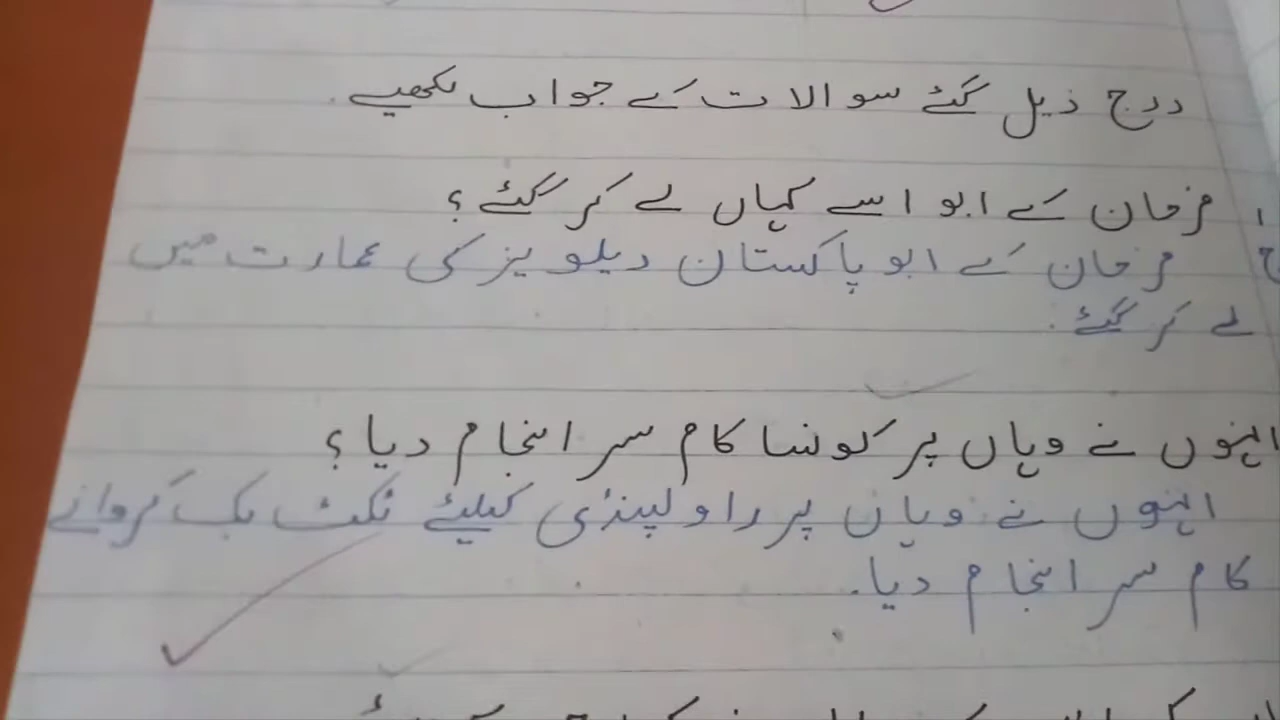 درج ذیل گئے سوالات کے جواب لکھیے۔
۱ فرحان کے ابو اسے کہاں لے کر گئے؟
ج فرحان کے ابو پاکستان ریلویز کی عمارت میں
لے کر گئے۔
انہوں نے وہاں پر کونسا کام سر انجام دیا؟
انہوں نے وہاں پر راولپنڈی کیلئے ٹکٹ بک کروانے
کام سر انجام دیا۔